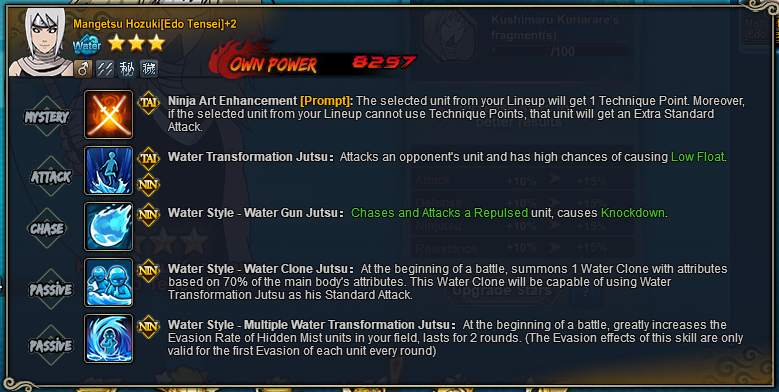 Mangetsu Hozuki[Edo Tensei]+2
Water
OWN POWER 8297
Kushimaru Kuriarare's
fragment(s)
/100
MYSTERY
TAI
Ninja Art Enhancement [Prompt]: The selected unit from your Lineup will get 1 Technique Point. Moreover,
if the selected unit from your Lineup cannot use Technique Points, that unit will get an Extra Standard
Attack.
ATTACK
TAI
NIN
Water Transformation Jutsu：Attacks an opponent's unit and has high chances of causing Low Float.
Attack +10% +15%
CHASE
NIN
Water Style - Water Gun Jutsu：Chases and Attacks a Repulsed unit, causes Knockdown.
Resistance +10% +15%
PASSIVE
NIN
Water Style - Water Clone Jutsu：At the beginning of a battle, summons 1 Water Clone with attributes
based on 70% of the main body's attributes. This Water Clone will be capable of using Water
Transformation Jutsu as his Standard Attack.
Upgrade Stars
PASSIVE
NIN
Water Style - Multiple Water Transformation Jutsu：At the beginning of a battle, greatly increases the
Evasion Rate of Hidden Mist units in your field, lasts for 2 rounds. (The Evasion effects of this skill are only
valid for the first Evasion of each unit every round)